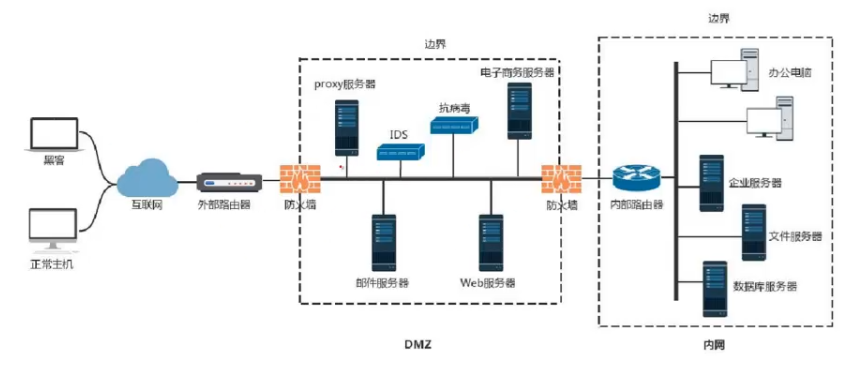 边界
边界
proxy服务器
电子商务服务器
办公电脑
抗病毒
IDS
黑客
互联网
外部路由器
防火墙
防火墙
内部路由器
企业服务器
正常主机
邮件服务器
Web服务器
文件服务器
数据库服务器
DMZ
内网